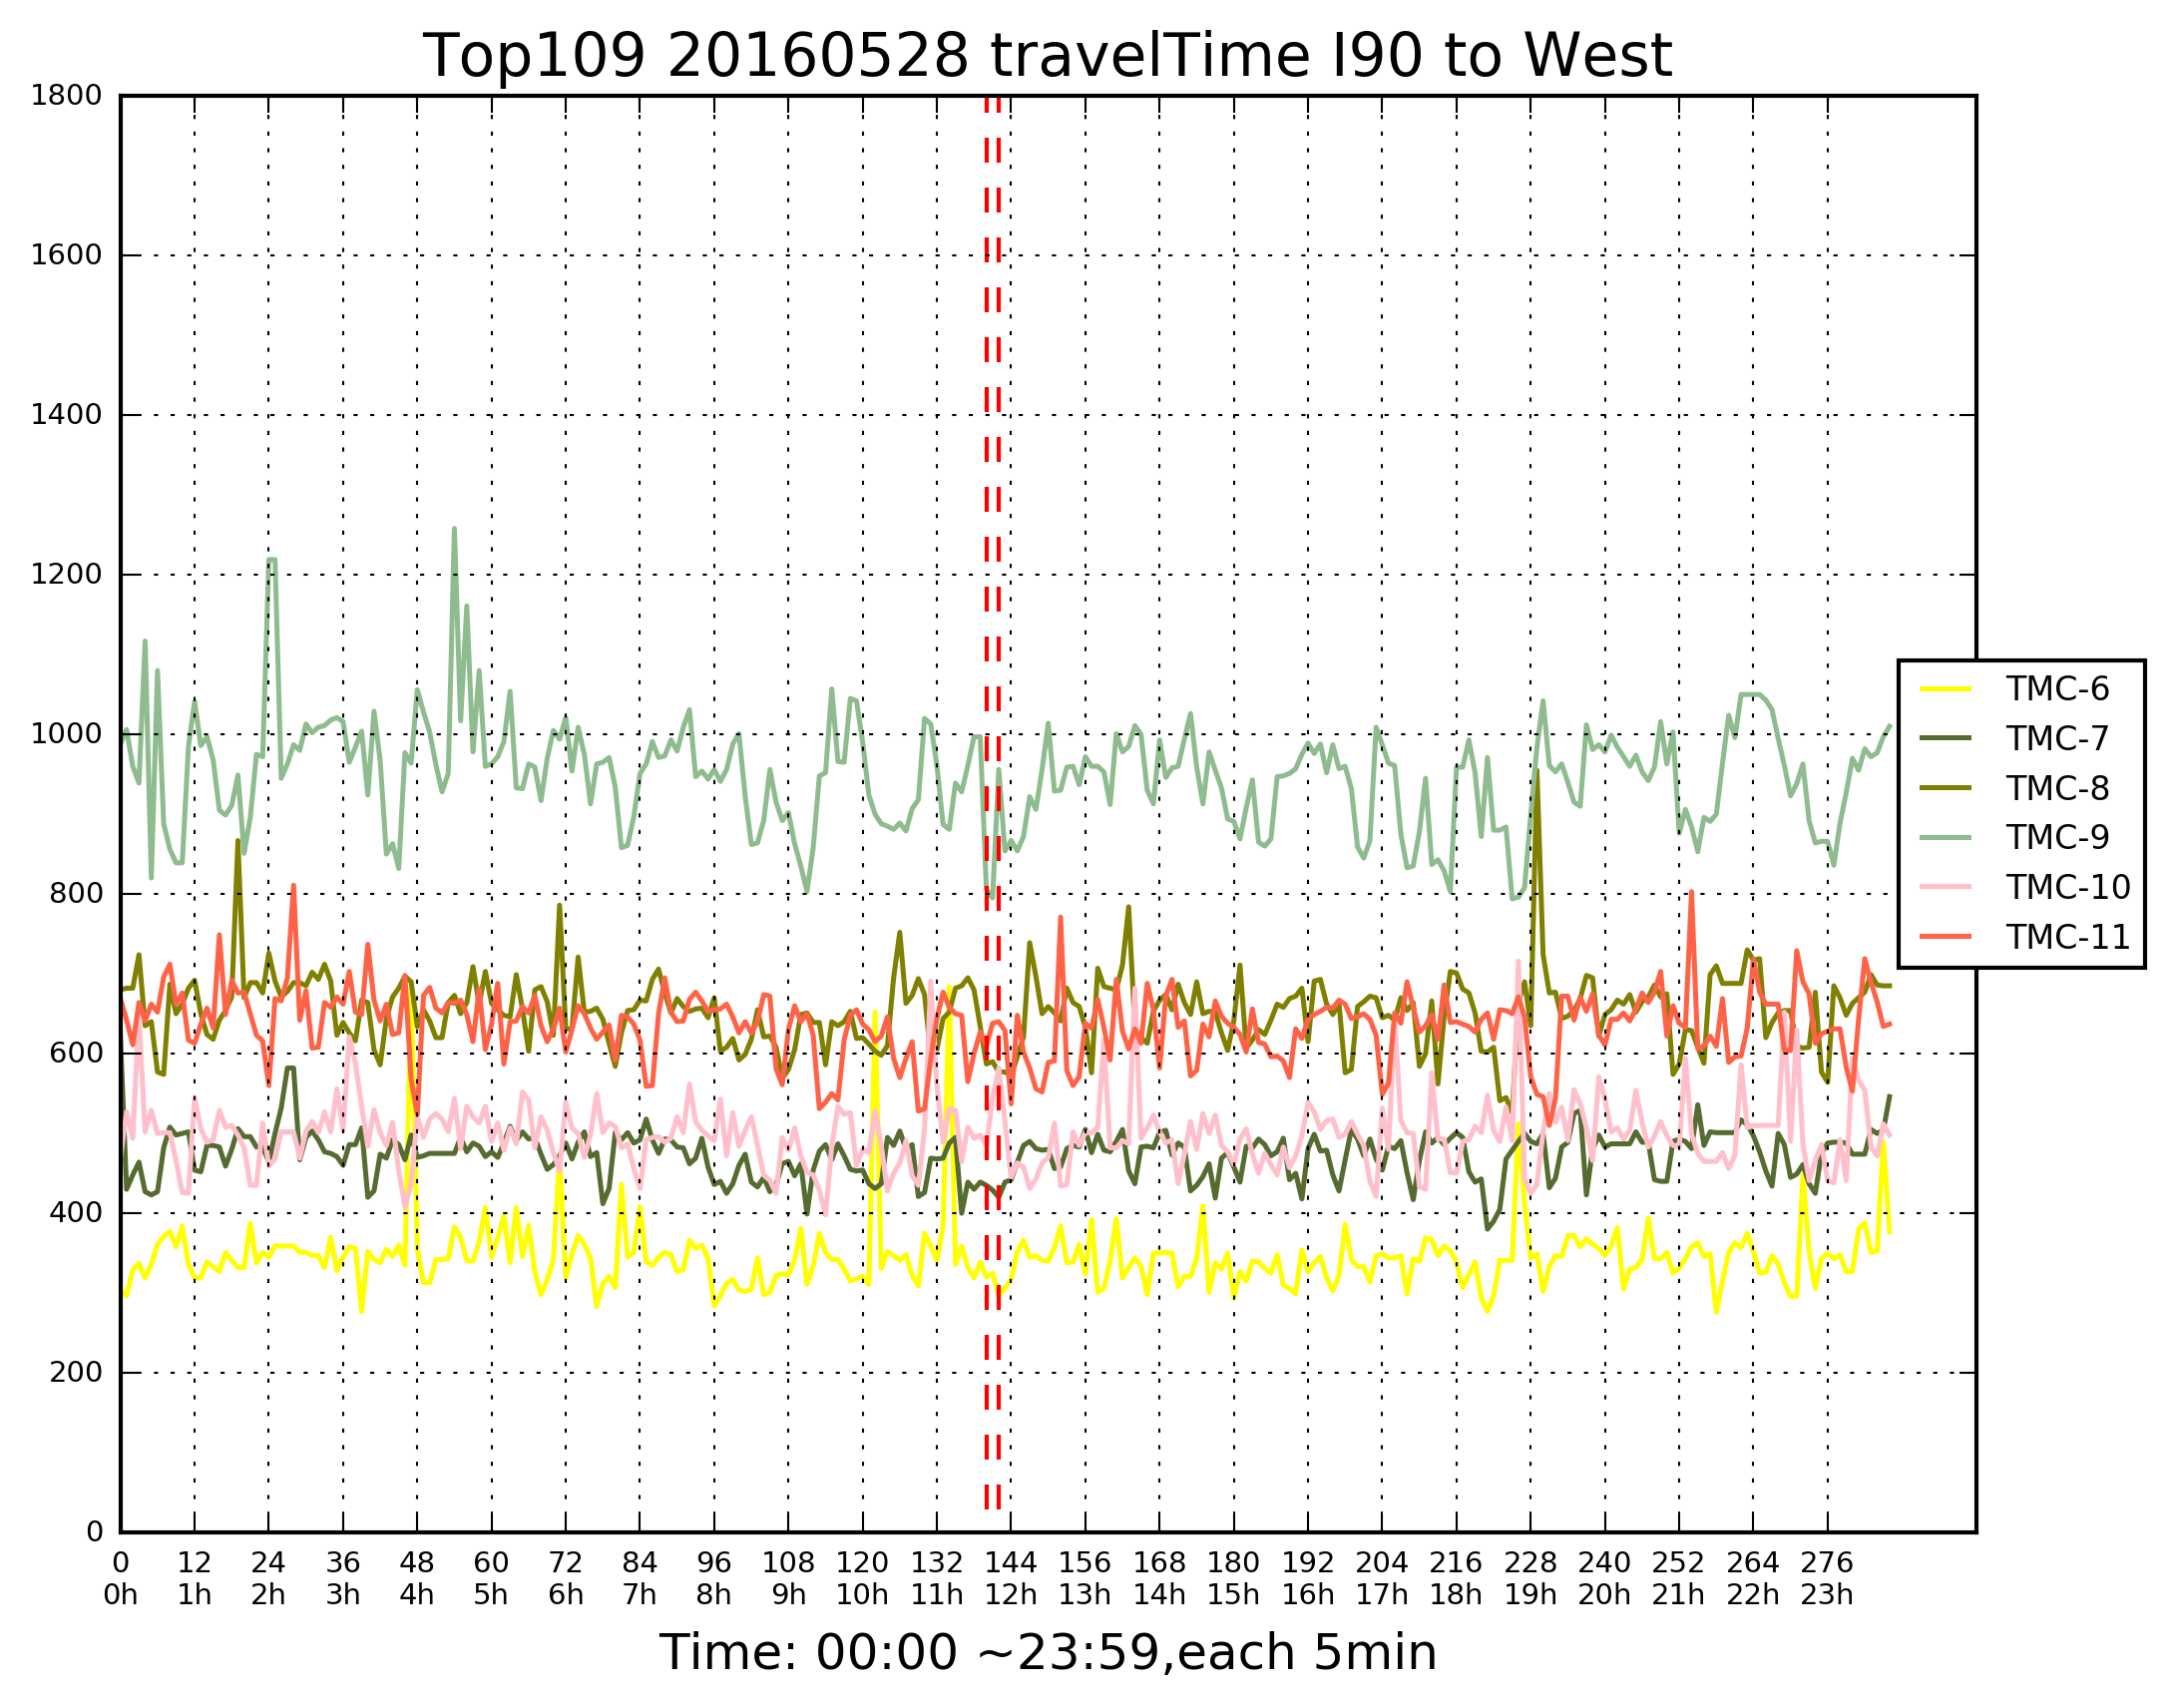 Top109 20160528 travelTime I90 to West
1800
1600
1400
1200
1000
800
600
400
200
0
TMC-6
TMC-7
TMC-8
TMC-9
TMC-10
TMC-11
0 12 24 36 48 60 72 84 96 108 120 132 144 156 168 180 192 204 216 228 240 252 264 276
0h 1h 2h 3h 4h 5h 6h 7h 8h 9h 10h 11h 12h 13h 14h 15h 16h 17h 18h 19h 20h 21h 22h 23h
Time: 00:00 ~23:59,each 5min